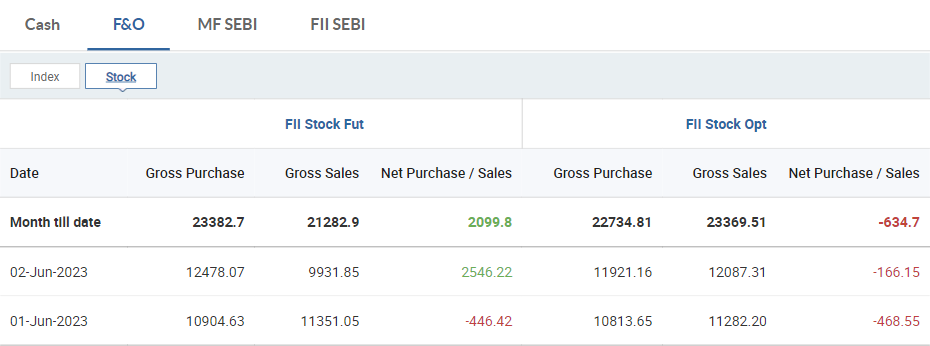 Cash F&O MF SEBI FII SEBI
Index Stock
FII Stock Fut FII Stock Opt
Date Gross Purchase Gross Sales Net Purchase / Sales Gross Purchase Gross Sales Net Purchase / Sales
Month till date 23382.7 21282.9 2099.8 22734.81 23369.51 -634.7
02-Jun-2023 12478.07 9931.85 2546.22 11921.16 12087.31 -166.15
01-Jun-2023 10904.63 11351.05 -446.42 10813.65 11282.20 -468.55